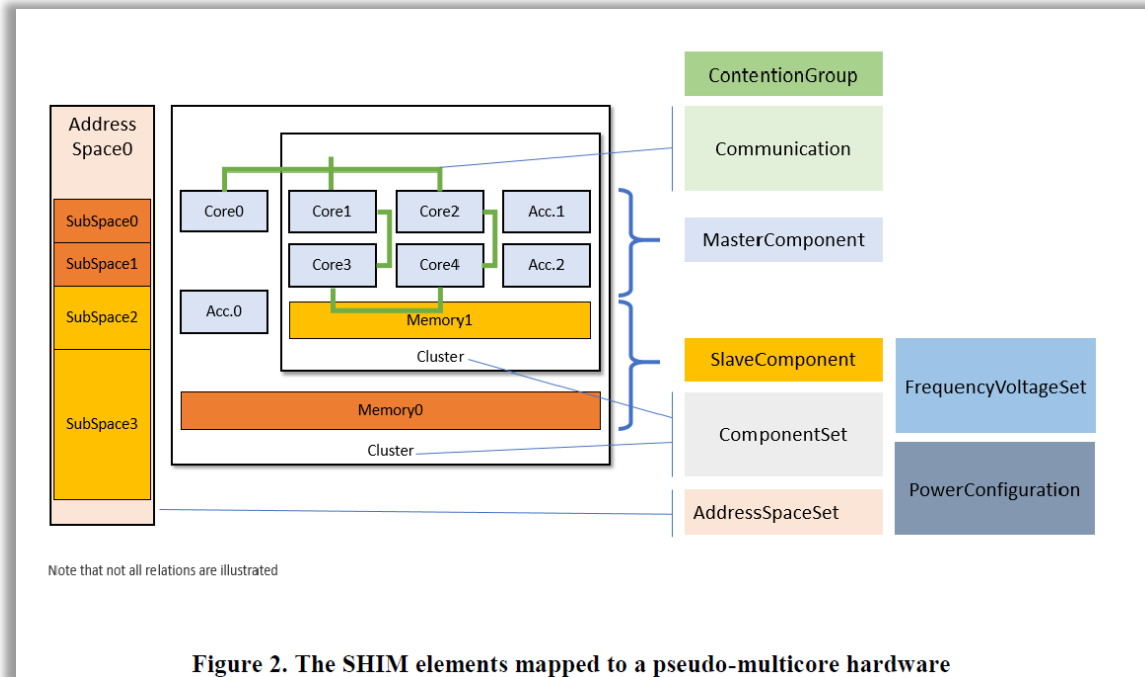 Address
Space0
SubSpace0
SubSpace1
SubSpace2
SubSpace3
Core0
Core1
Core2
Acc.1
Core3
Core4
Acc.2
Acc.0
Memory1
Cluster
Memory0
Cluster
ContentionGroup
Communication
MasterComponent
SlaveComponent
FrequencyVoltageSet
ComponentSet
PowerConfiguration
AddressSpaceSet
Note that not all relations are illustrated
Figure 2. The SHIM elements mapped to a pseudo-multicore hardware